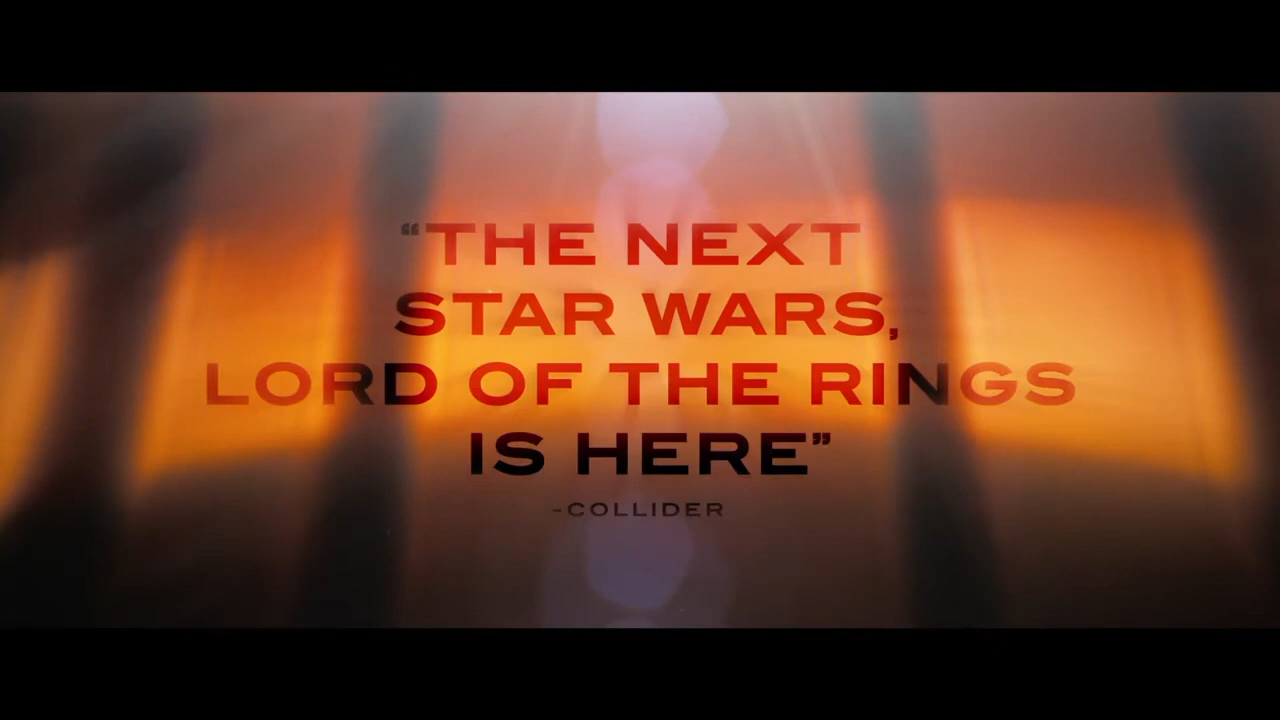 “THE NEXT
STAR WARS,
LORD OF THE RINGS
IS HERE”
-COLLIDER